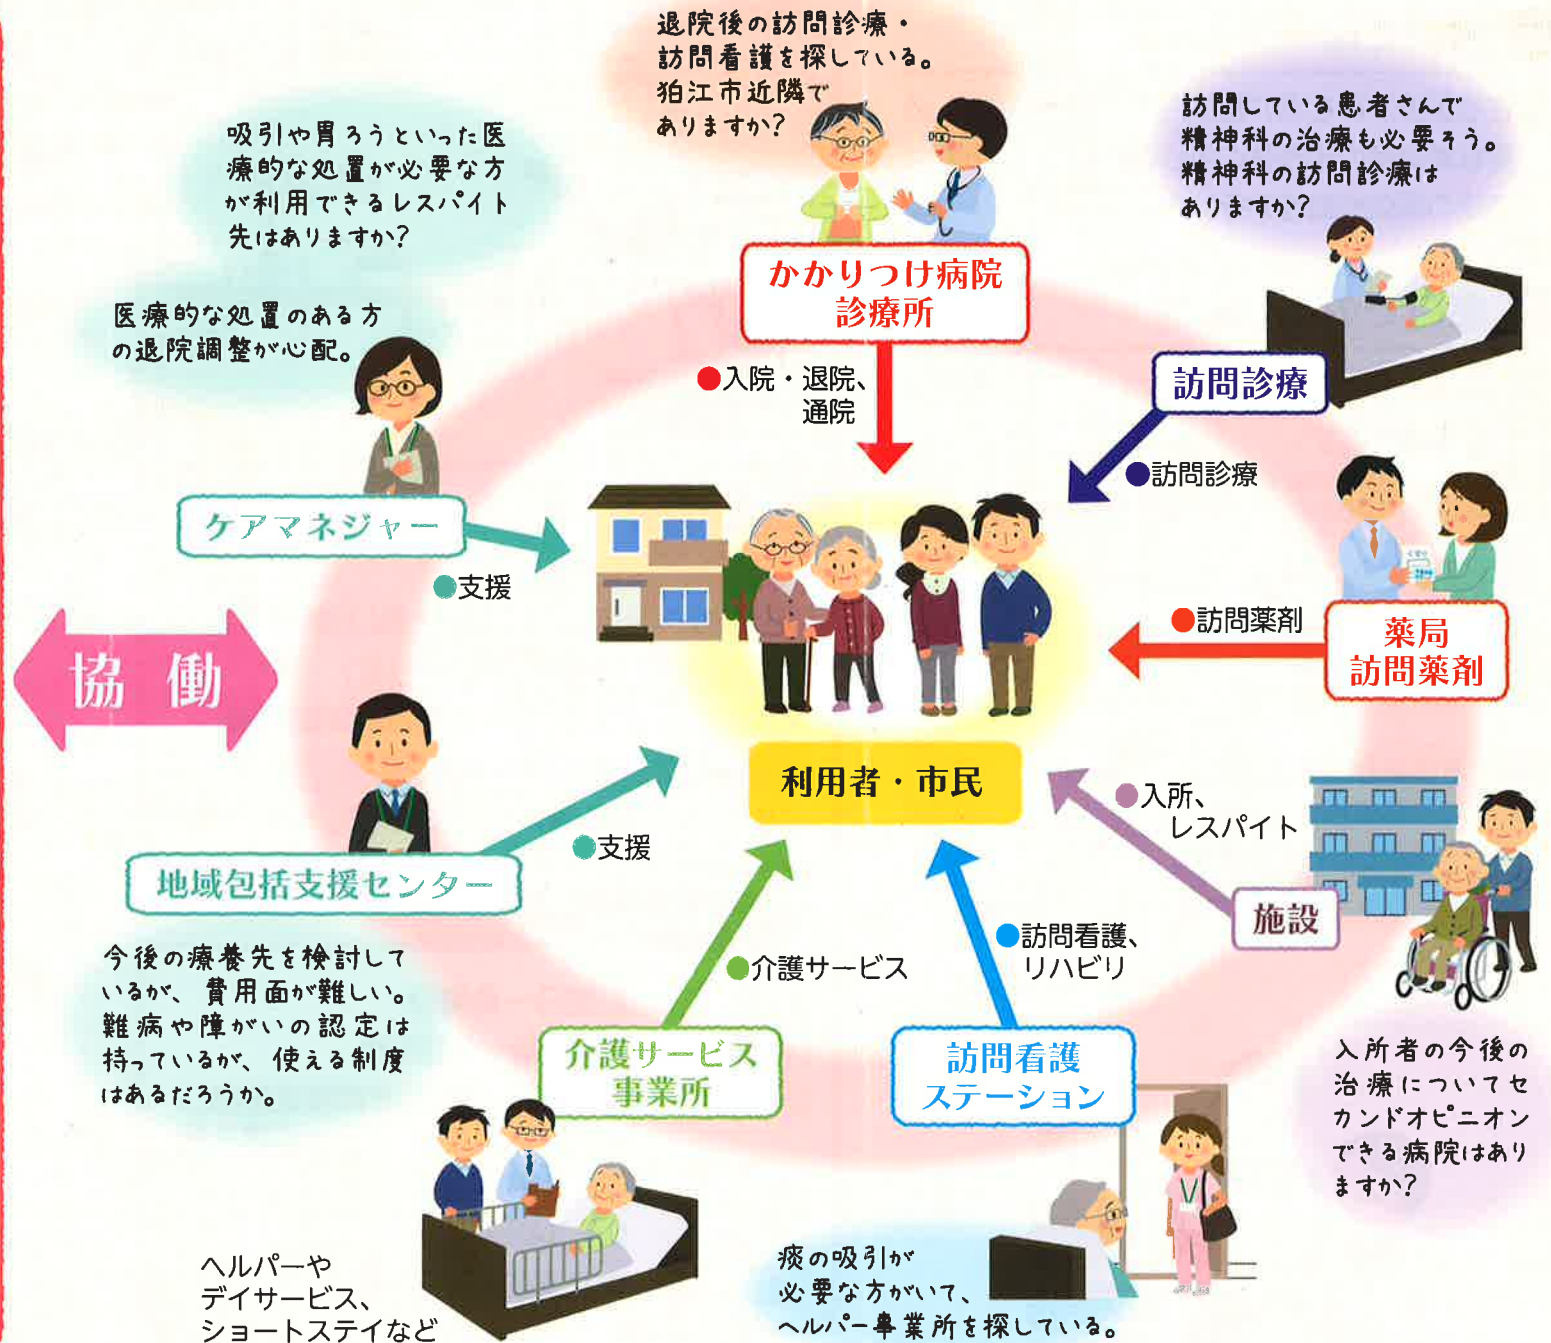 退院後の訪問診療・
訪問看護を探している。
狛江市近隣で
ありますか?
訪問している患者さんで
精神科の治療も必要そう。
精神科の訪問診療は
ありますか?
吸引や胃ろうといった医
療的な処置が必要な方
が利用できるレスパイト
先はありますか?
医療的な処置のある方
の退院調整が心配。
かかりつけ病院
診療所
●入院・退院、
通院
訪問診療
●訪問診療
ケアマネジャー
●支援
●訪問薬剤
薬局
訪問薬剤
協働
利用者・市民
●入所、
レスパイト
施設
●支援
地域包括支援センター
今後の療養先を検討して
いるが、費用面が難しい。
難病や障がいの認定は
持っているが、使える制度
はあるだろうか。
●介護サービス
●訪問看護、
リハビリ
介護サービス
事業所
訪問看護
ステーション
入所者の今後の
治療についてセ
カンドオピニオン
できる病院はあり
ますか?
ヘルパーや
デイサービス、
ショートステイなど
痰の吸引が
必要な方がいて、
ヘルパー事業所を探している。